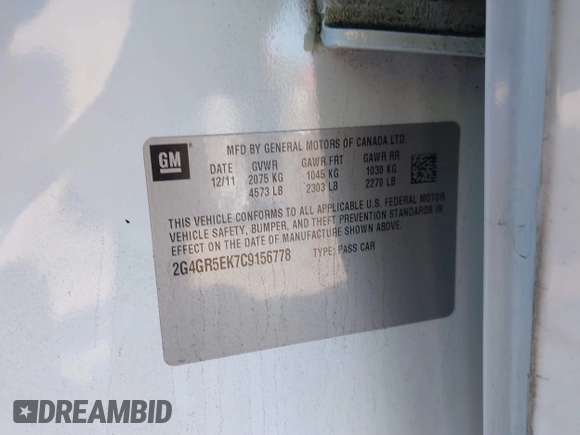 MFD BY GENERAL MOTORS OF CANADA LTD.
GM
DATE GVWR GAWR FRT GAWR RR
12/11 2075 KG 1045 KG 1030 KG
4573 LB 2303 LB 2270 LB
THIS VEHICLE CONFORMS TO ALL APPLICABLE U.S. FEDERAL MOTOR
VEHICLE SAFETY, BUMPER, AND THEFT PREVENTION STANDARDS IN
EFFECT ON THE DATE OF MANUFACTURE SHOWN ABOVE.
2G4GR5EK7C9156778 TYPE: PASS CAR
DREAMBID